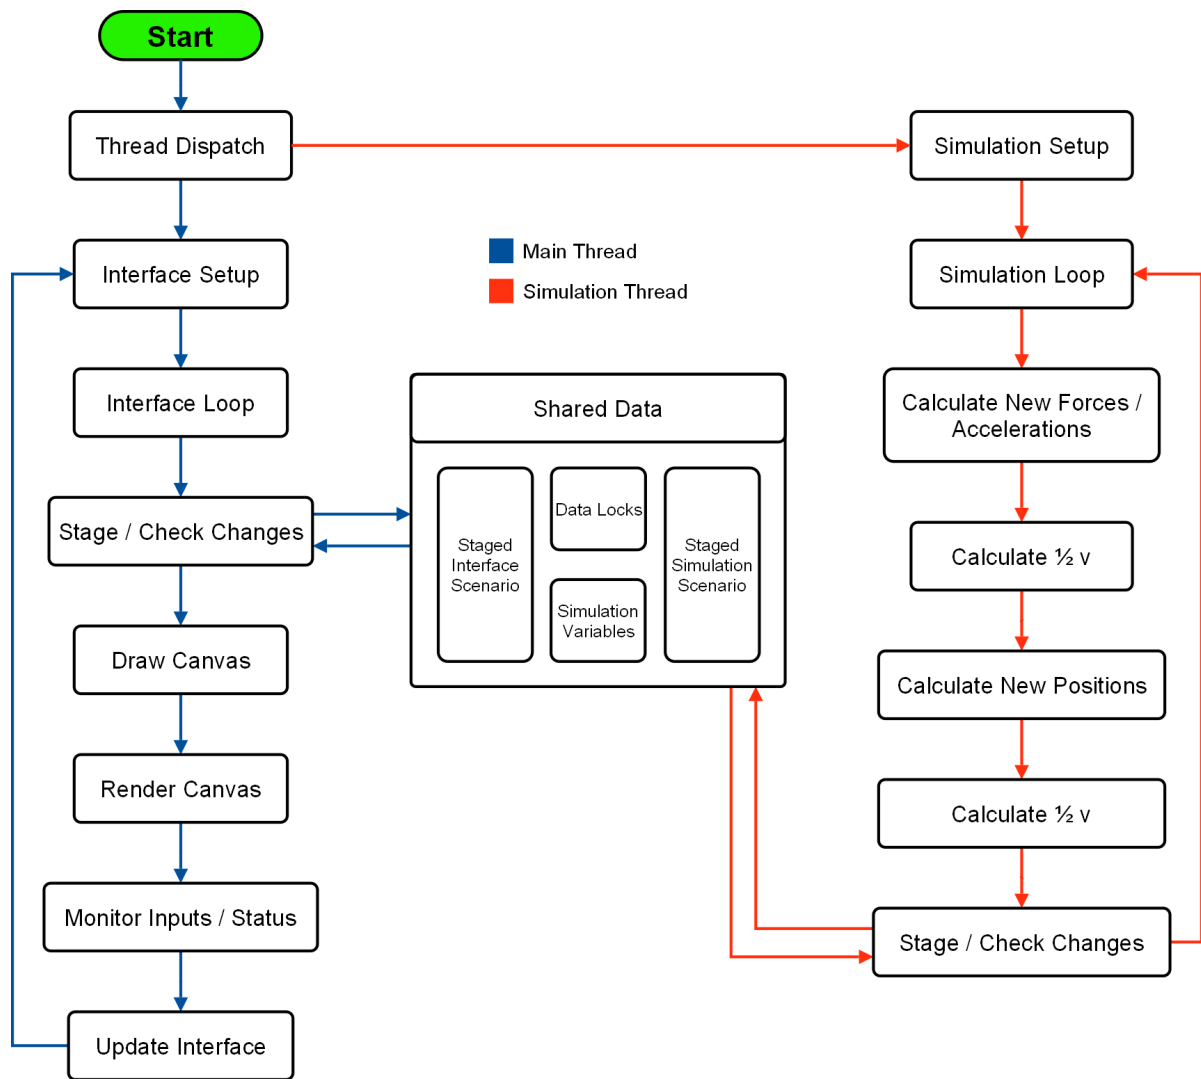 Start
Thread Dispatch
Simulation Setup
Interface Setup
Main Thread
Simulation Thread
Simulation Loop
Interface Loop
Shared Data
Calculate New Forces /
Accelerations
Stage / Check Changes
Staged
Interface
Scenario
Data Locks
Simulation
Variables
Staged
Simulation
Scenario
Calculate ½ v
Draw Canvas
Calculate New Positions
Render Canvas
Calculate ½ v
Monitor Inputs / Status
Stage / Check Changes
Update Interface